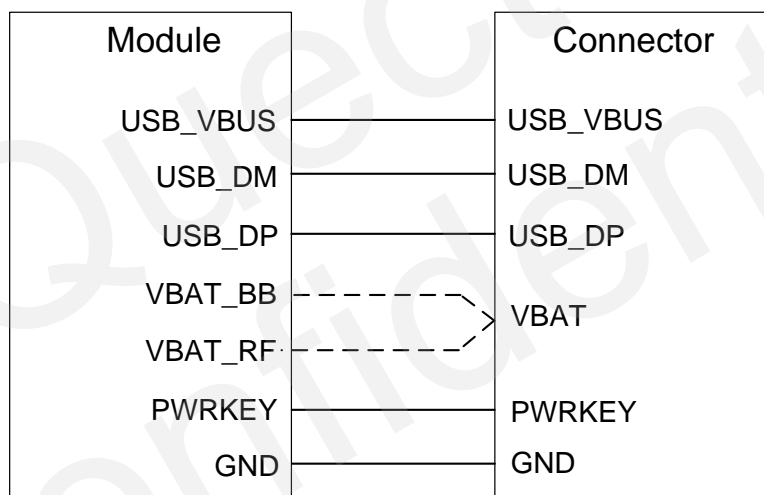 Module
Connector
USB_VBUS
USB_VBUS
USB_DM
USB_DM
USB_DP
USB_DP
VBAT_BB
VBAT
VBAT_RF
PWRKEY
PWRKEY
GND
GND